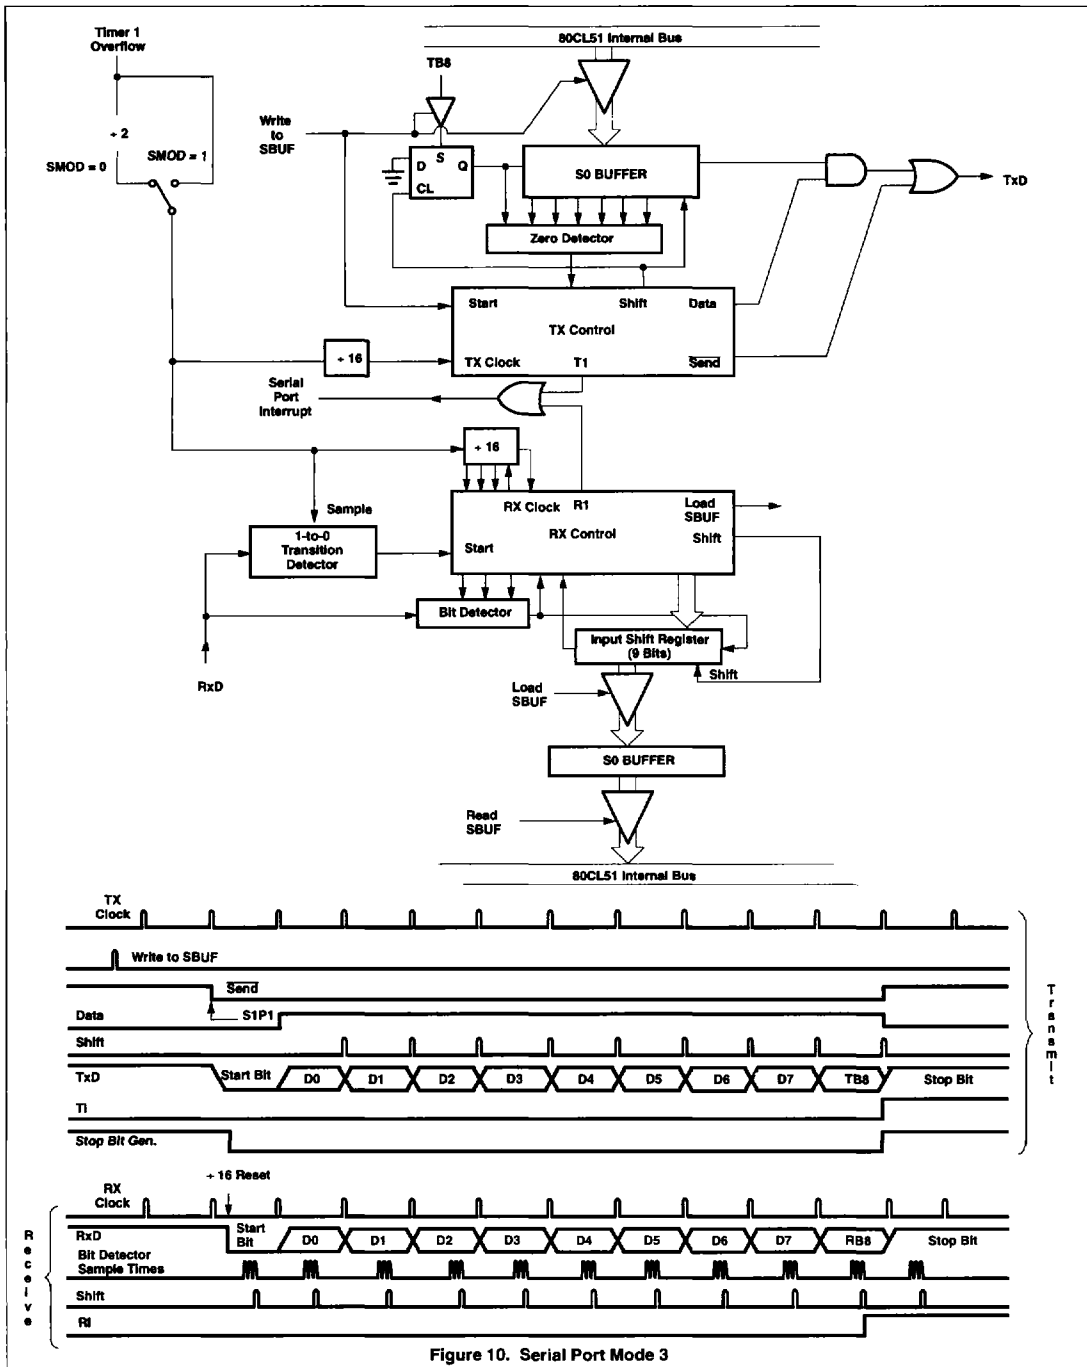 Timer 1
Overflow
80CL51 Internal Bus
TB8
÷ 2
Write
to
SBUF
SMOD = 1
SMOD = 0
S
D
Q
CL
S0 BUFFER
TxD
Zero Detector
Start
Shift
Data
TX Control
÷ 16
TX Clock
T1
Send
Serial
Port
Interrupt
÷ 16
Sample
RX Clock
R1
Load
SBUF
RX Control
Shift
1-to-0
Transition
Detector
Start
Bit Detector
Input Shift Register
(9 Bits)
Shift
RxD
Load
SBUF
S0 BUFFER
Read
SBUF
80CL51 Internal Bus
TX
Clock
Write to SBUF
Send
Data
S1P1
Shift
TxD
Start Bit
D0
D1
D2
D3
D4
D5
D6
D7
TB8
Stop Bit
TI
Stop Bit Gen.
Transmit
÷ 16 Reset
RX
Clock
RxD
Start
Bit
D0
D1
D2
D3
D4
D5
D6
D7
RB8
Stop Bit
Bit Detector
Sample Times
Shift
RI
Receive
Figure 10. Serial Port Mode 3